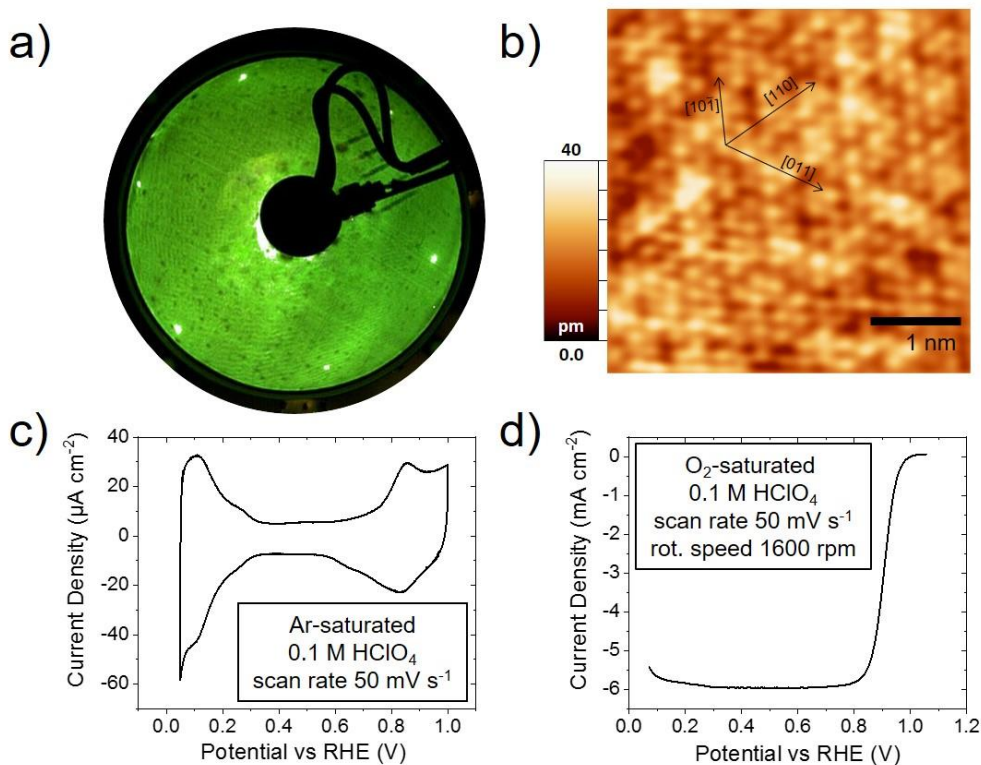 a)
b)
[101̄]
[110]
[011]
40
pm
0.0
1 nm
c)
Current Density (µA cm⁻²)
40
20
0
-20
-40
-60
Ar-saturated
0.1 M HClO₄
scan rate 50 mV s⁻¹
0.0 0.2 0.4 0.6 0.8 1.0
Potential vs RHE (V)
d)
Current Density (mA cm⁻²)
0
-1
-2
-3
-4
-5
-6
O₂-saturated
0.1 M HClO₄
scan rate 50 mV s⁻¹
rot. speed 1600 rpm
0.0 0.2 0.4 0.6 0.8 1.0 1.2
Potential vs RHE (V)